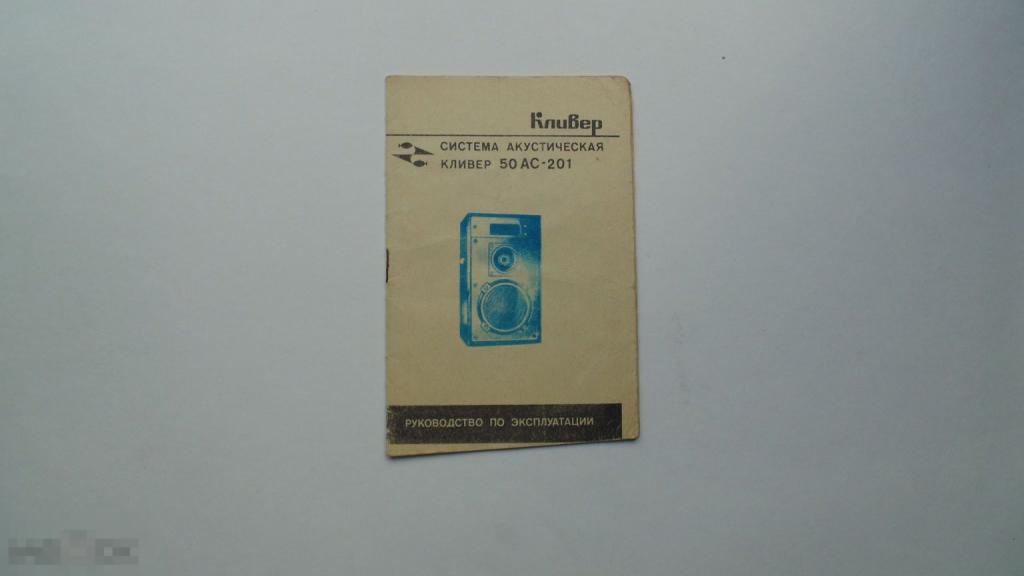 Кливер
СИСТЕМА АКУСТИЧЕСКАЯ
КЛИВЕР 50АС-201
РУКОВОДСТВО ПО ЭКСПЛУАТАЦИИ